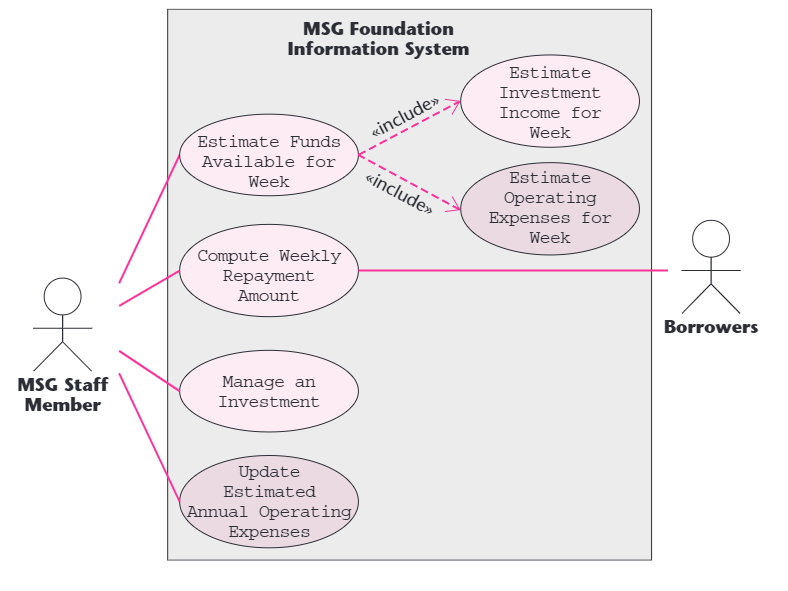 MSG Foundation
Information System
Estimate
Investment
Income for
Week
«include»
Estimate Funds
Available for
Week
«include»
Estimate
Operating
Expenses for
Week
Compute Weekly
Repayment
Amount
Borrowers
MSG Staff
Member
Manage an
Investment
Update
Estimated
Annual Operating
Expenses